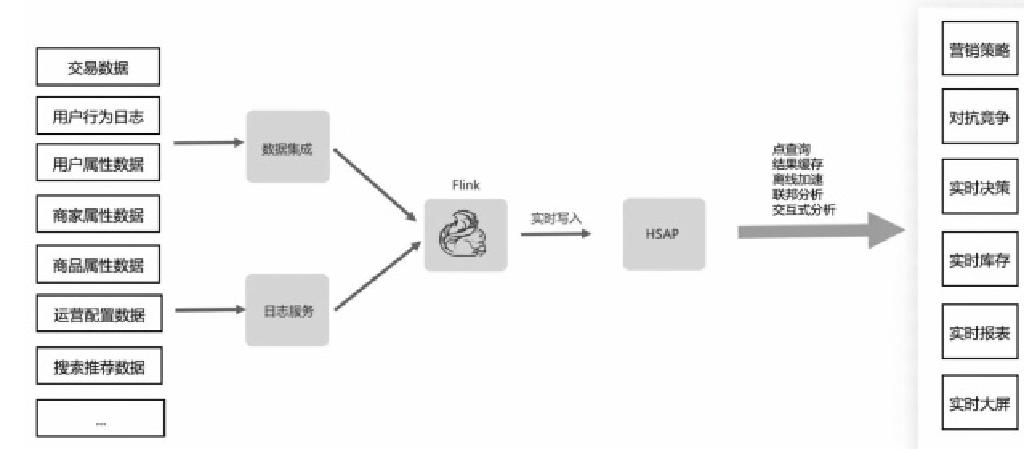 交易数据
用户行为日志
用户属性数据
商家属性数据
商品属性数据
运营配置数据
搜索推荐数据
...
数据集成
日志服务
Flink
实时写入
HSAP
点查询
结果缓存
离线加速
联邦分析
交互式分析
营销策略
对抗竞争
实时决策
实时库存
实时报表
实时大屏